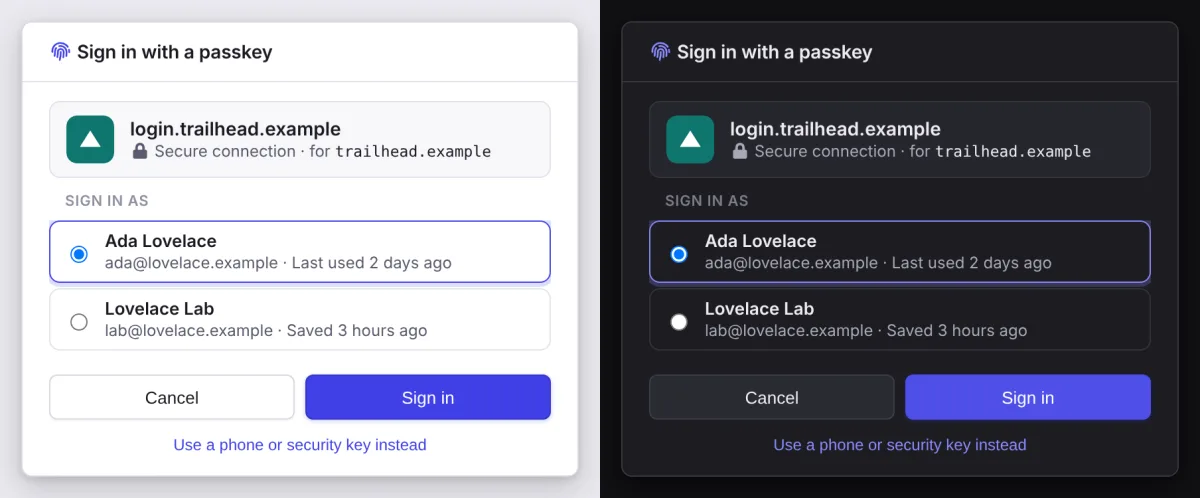 Sign in with a passkey
login.trailhead.example
Secure connection · for trailhead.example
SIGN IN AS
Ada Lovelace
ada@lovelace.example · Last used 2 days ago
Lovelace Lab
lab@lovelace.example · Saved 3 hours ago
Cancel
Sign in
Use a phone or security key instead
Sign in with a passkey
login.trailhead.example
Secure connection · for trailhead.example
SIGN IN AS
Ada Lovelace
ada@lovelace.example · Last used 2 days ago
Lovelace Lab
lab@lovelace.example · Saved 3 hours ago
Cancel
Sign in
Use a phone or security key instead